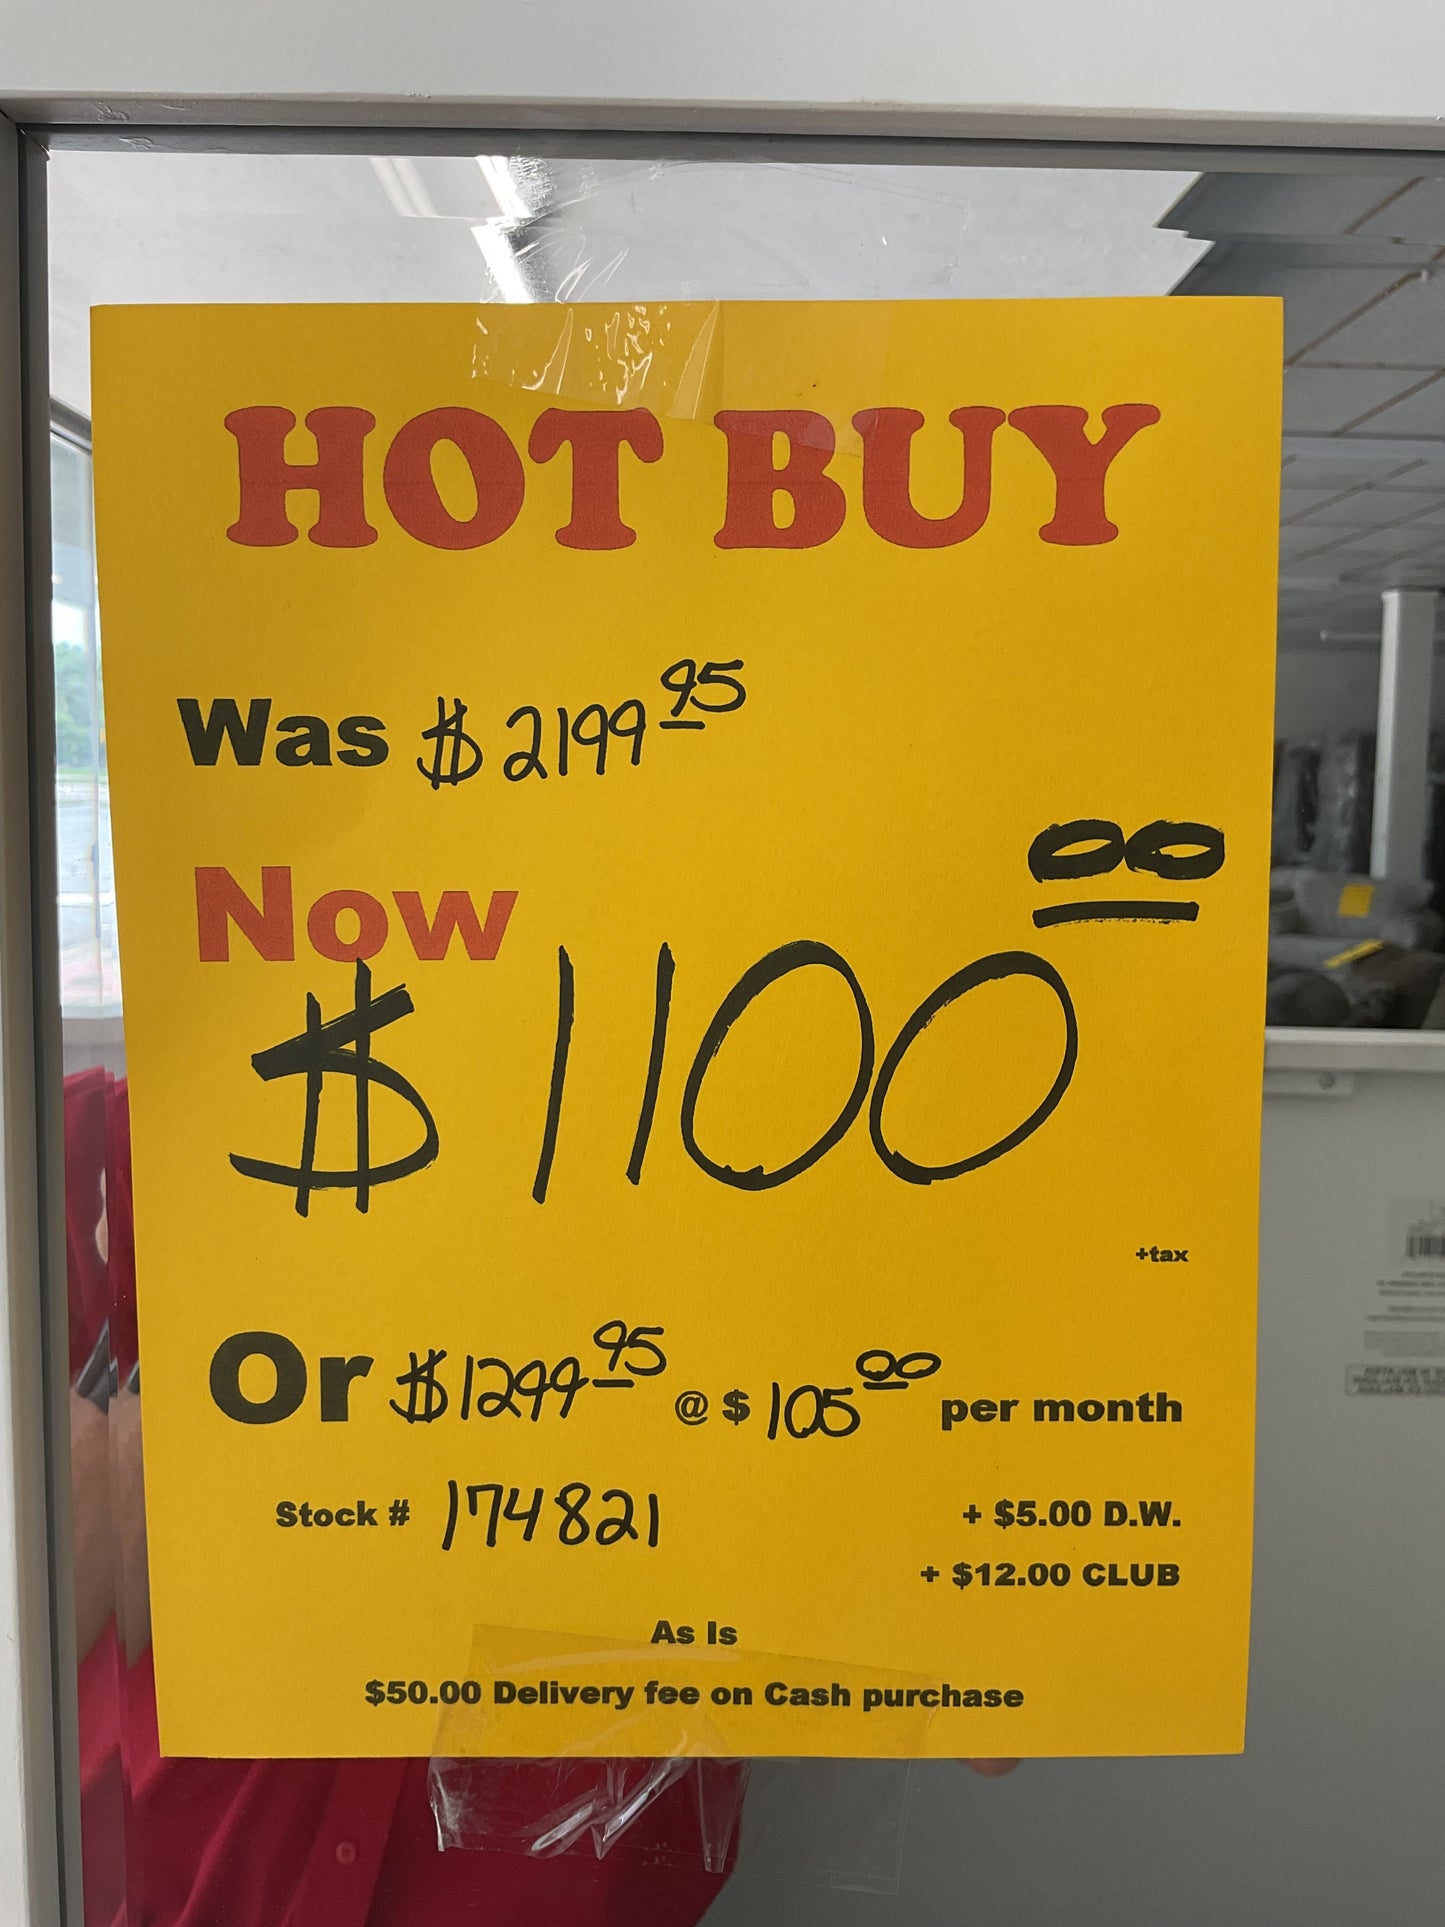 HOT BUY
Was $2199.95
Now
$1100.00
+tax
Or $1299.95 @ $105.00 per month
Stock # 174821
+ $5.00 D.W.
+ $12.00 CLUB
As Is
$50.00 Delivery fee on Cash purchase